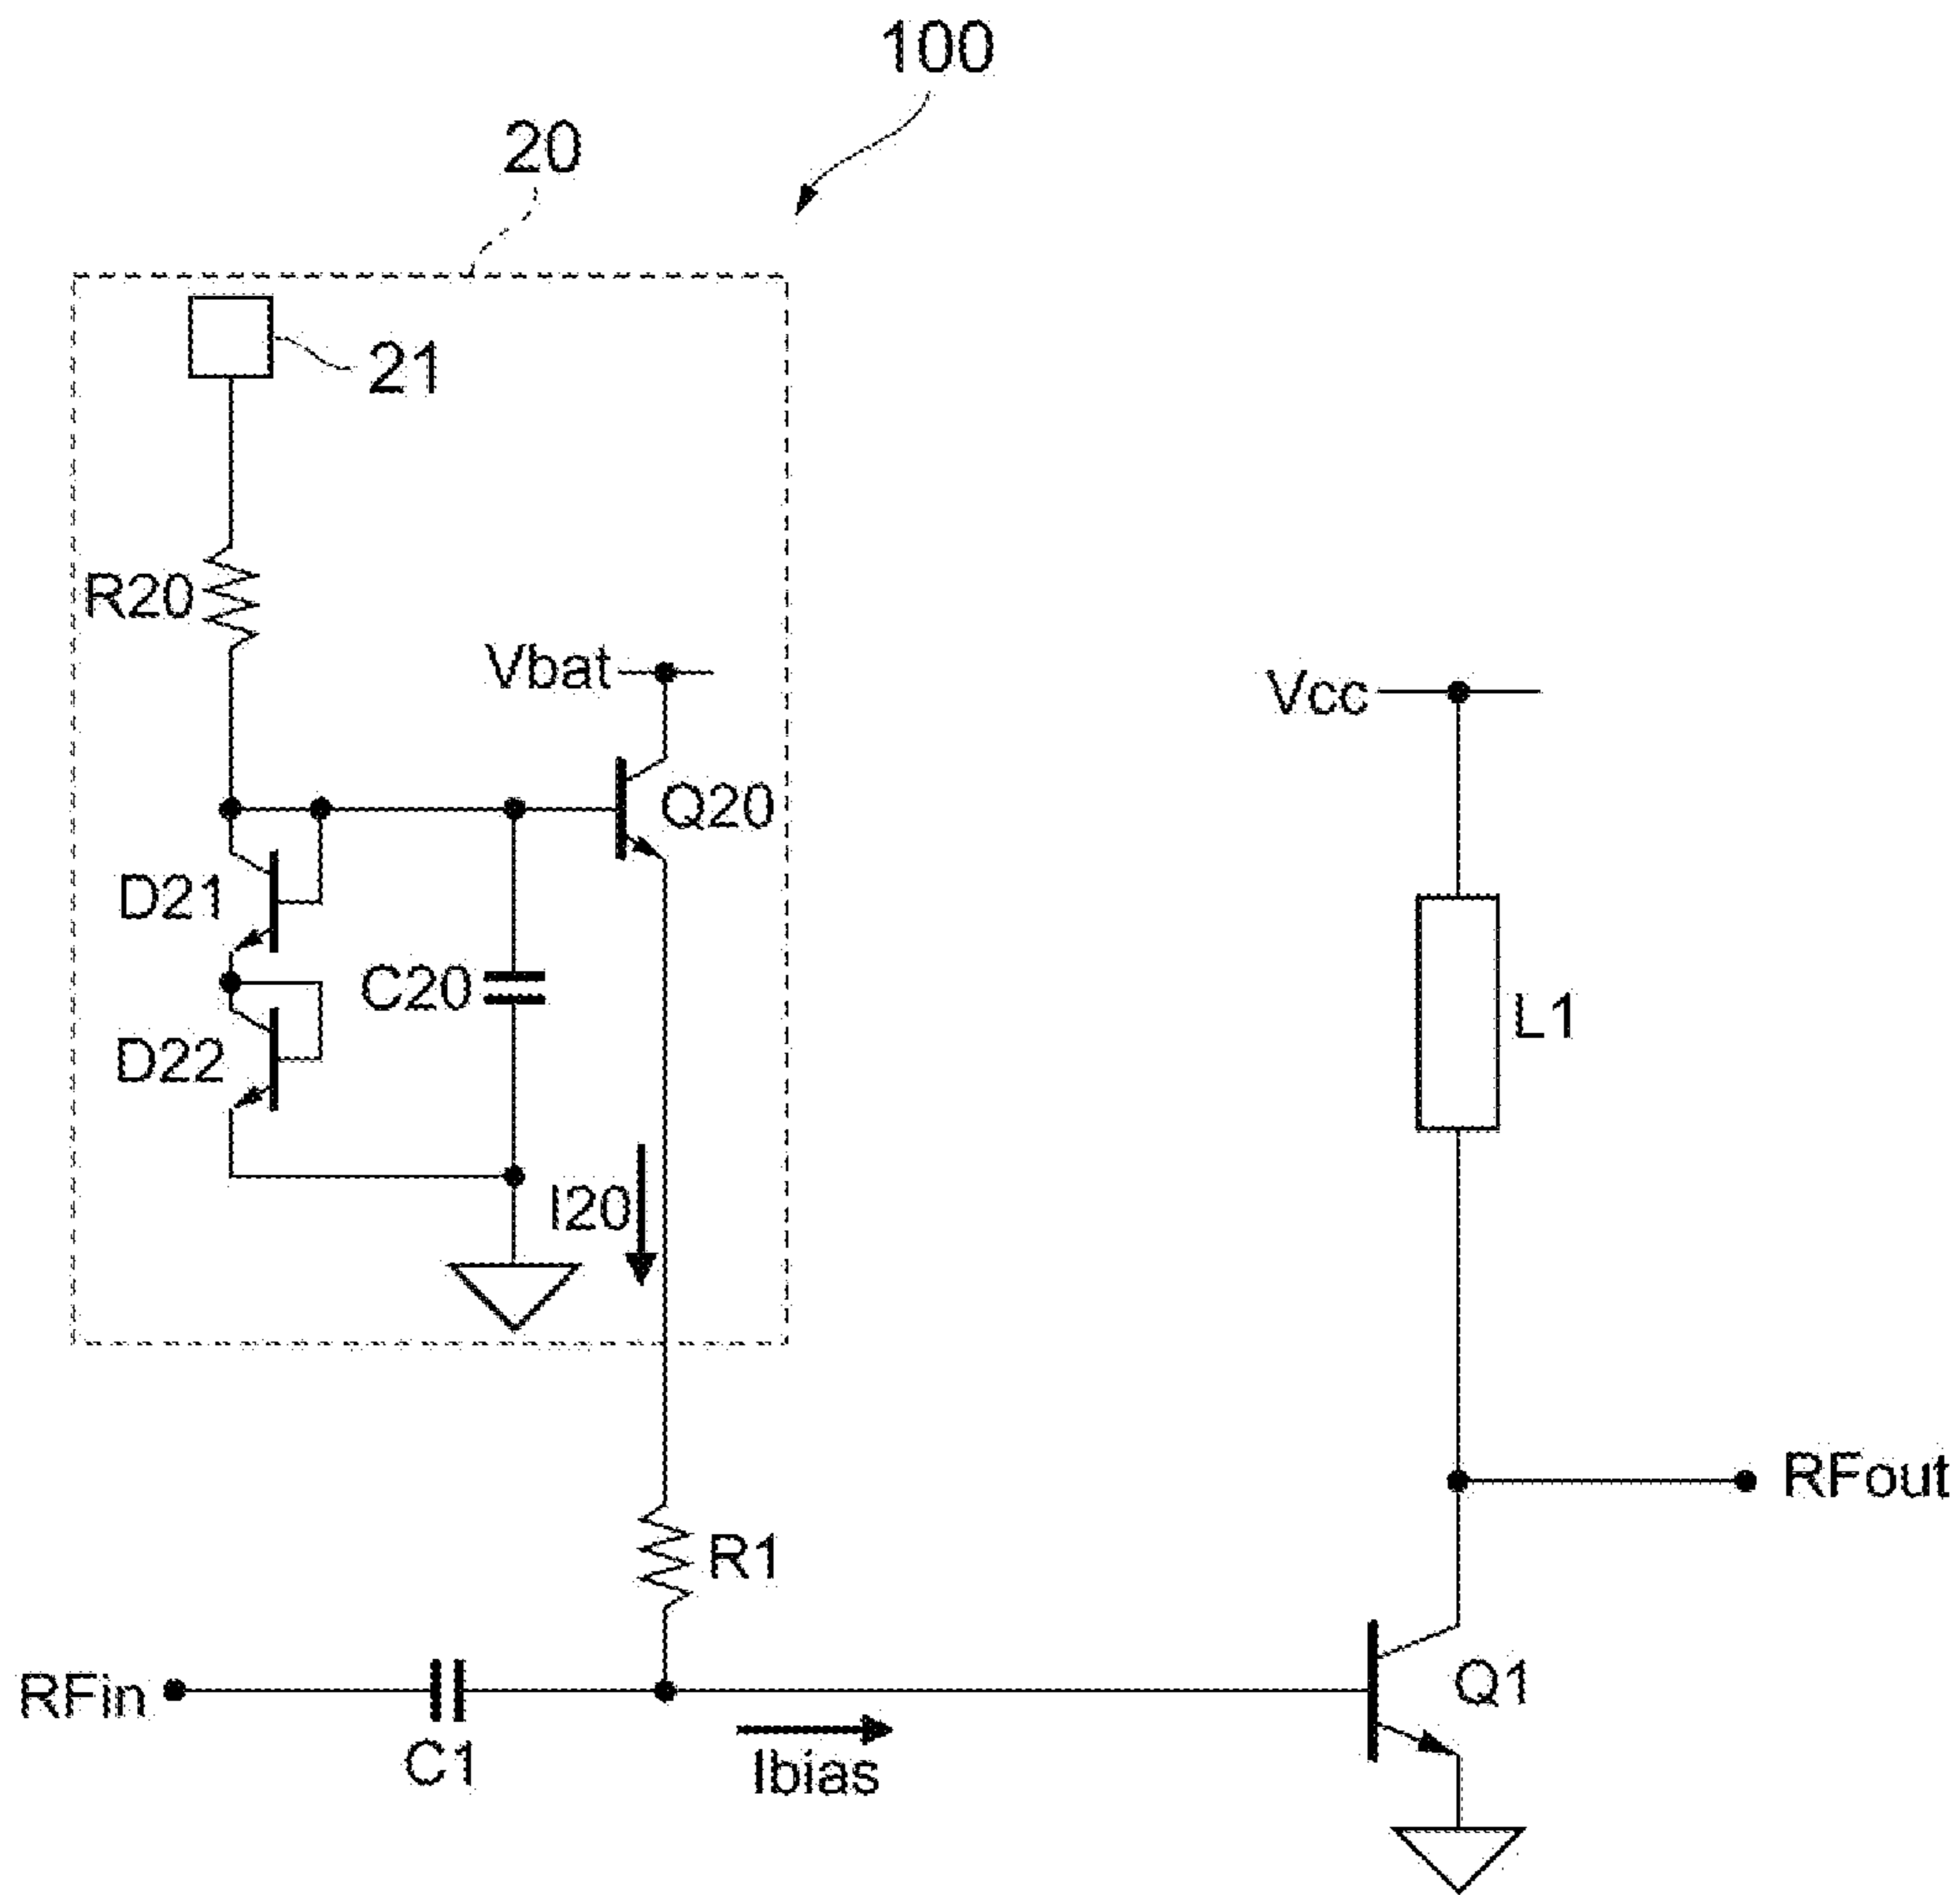 100
20
21
R20
Vbat
Vcc
Q20
D21
C20
L1
D22
I20
RFout
R1
RFin
Q1
C1
Ibias